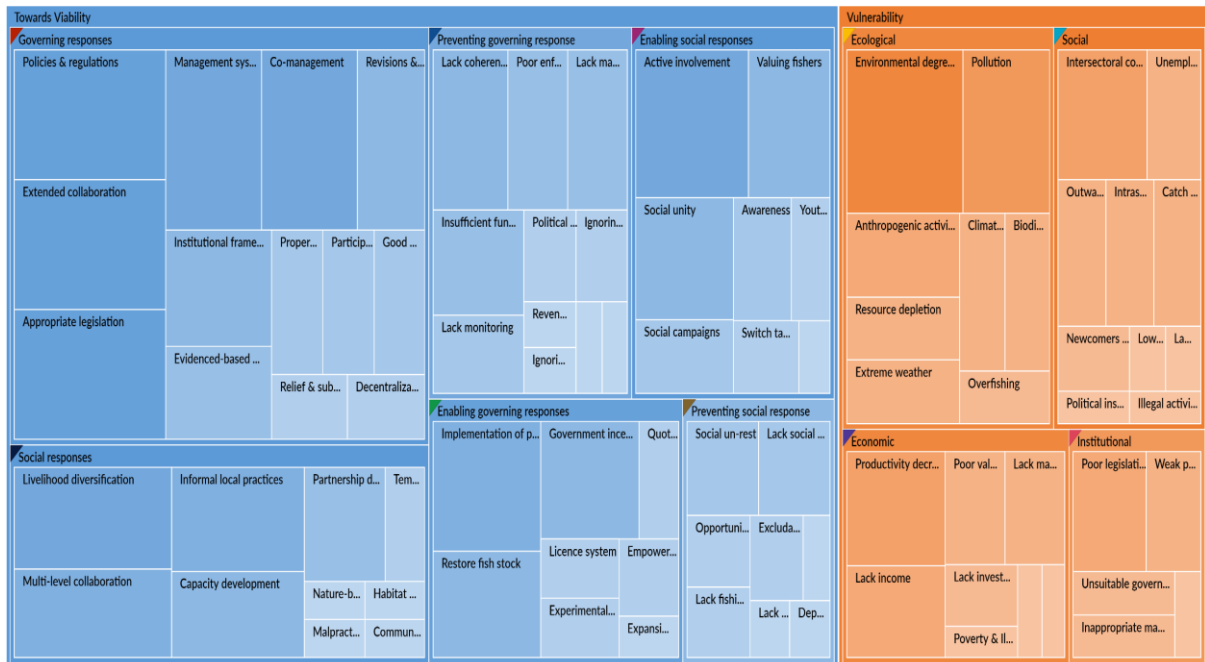 Towards Viability
Governing responses
Policies & regulations
Management sys...
Co-management
Revisions &...
Extended collaboration
Appropriate legislation
Institutional frame...
Proper...
Particip...
Good ...
Evidenced-based ...
Relief & sub...
Decentraliza...
Social responses
Livelihood diversification
Informal local practices
Partnership d...
Tem...
Multi-level collaboration
Capacity development
Nature-b...
Habitat ...
Malpract...
Commun...
Preventing governing response
Lack coheren...
Poor enf...
Lack ma...
Insufficient fun...
Political ...
Ignorin...
Lack monitoring
Reven...
Ignori...
Enabling social responses
Active involvement
Valuing fishers
Social unity
Awareness
Yout...
Social campaigns
Switch ta...
Enabling governing responses
Implementation of p...
Government ince...
Quot...
Restore fish stock
Licence system
Empower...
Experimental...
Expansi...
Preventing social response
Social un-rest
Lack social ...
Opportuni...
Excluda...
Lack fishi...
Lack ...
Dep...
Vulnerability
Ecological
Environmental degre...
Pollution
Anthropogenic activi...
Climat...
Biodi...
Resource depletion
Extreme weather
Overfishing
Social
Intersectoral co...
Unempl...
Outwa...
Intras...
Catch ...
Newcomers ...
Low...
La...
Political ins...
Illegal activi...
Economic
Productivity decr...
Poor val...
Lack ma...
Lack income
Lack invest...
Poverty & Il...
Institutional
Poor legislati...
Weak p...
Unsuitable govern...
Inappropriate ma...